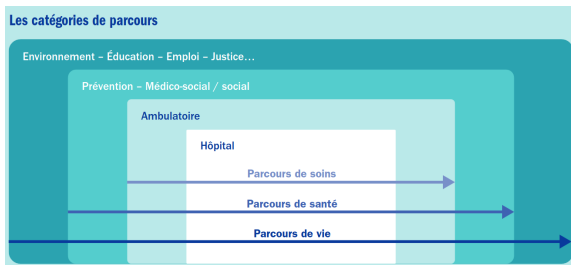 Les catégories de parcours
Environnement – Éducation – Emploi – Justice...
Prévention – Médico-social / social
Ambulatoire
Hôpital
Parcours de soins
Parcours de santé
Parcours de vie